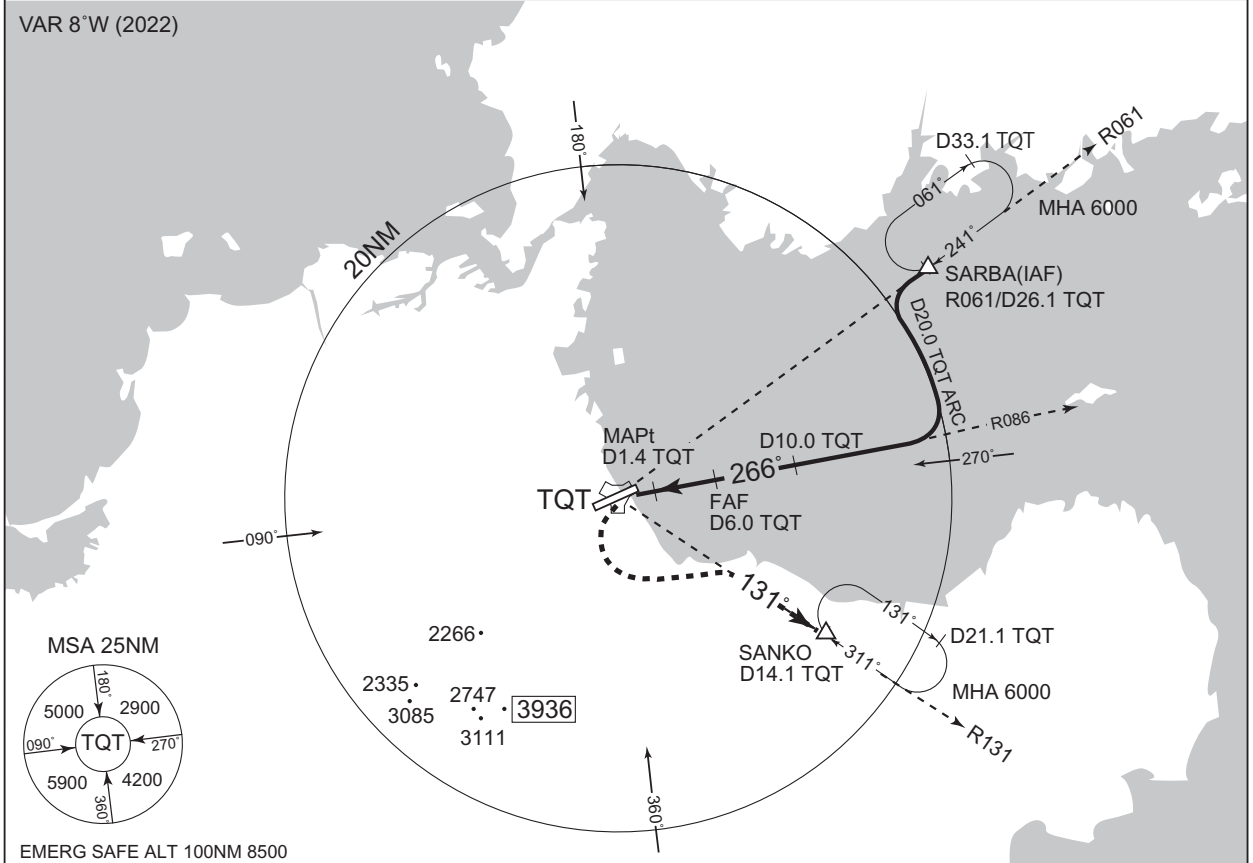 VAR 8°W (2022)
180°
20NM
D33.1 TQT
R061
061°
MHA 6000
241°
SARBA(IAF)
R061/D26.1 TQT
D20.0 TQT ARC
R086
270°
MAPt
D1.4 TQT
D10.0 TQT
266°
TQT
FAF
D6.0 TQT
090°
131°
131°
D21.1 TQT
SANKO
D14.1 TQT
311°
MHA 6000
R131
2266
2335
2747
3936
3085
3111
360°
MSA 25NM
180°
5000
2900
090°
TQT
270°
5900
4200
360°
EMERG SAFE ALT 100NM 8500